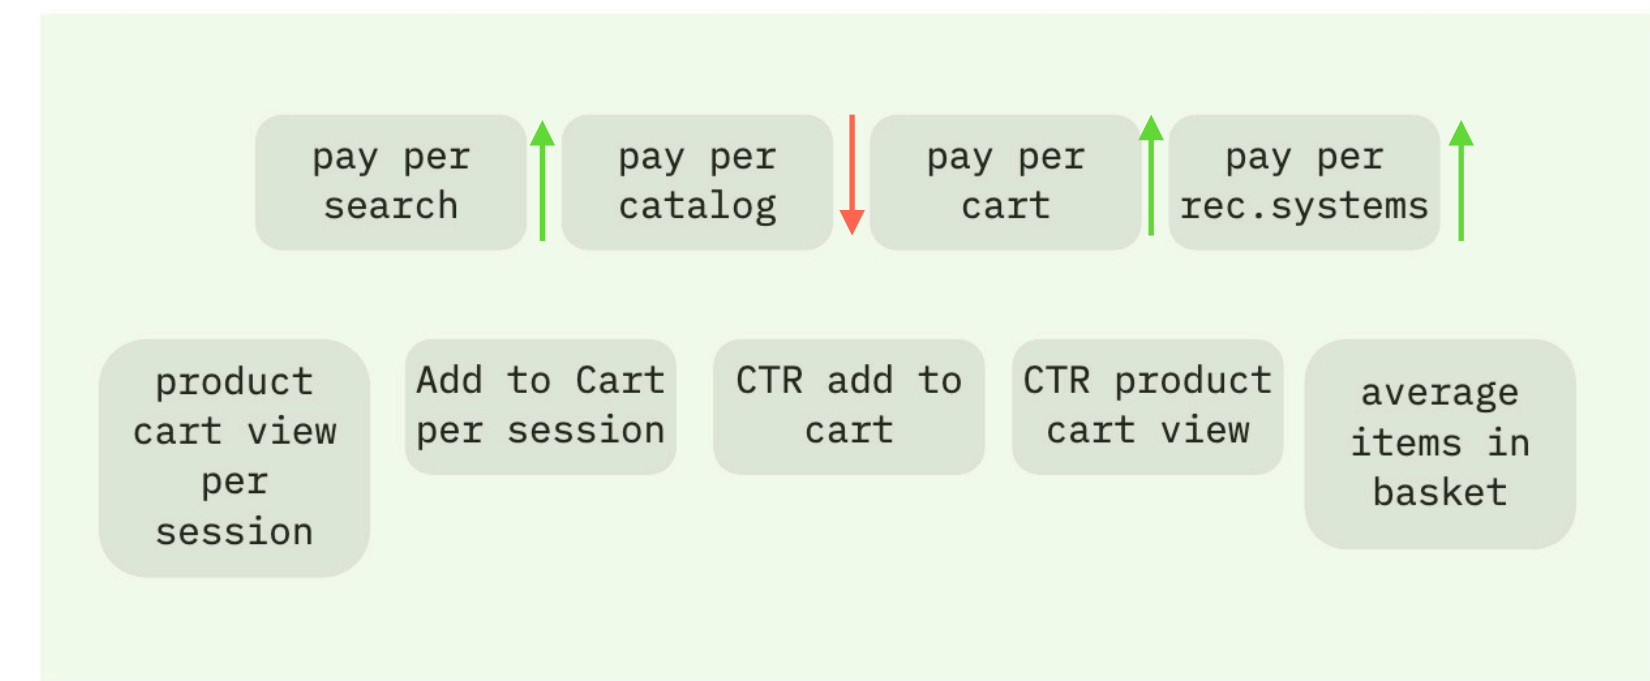 pay per
search
pay per
catalog
pay per
cart
pay per
rec.systems
product
cart view
per
session
Add to Cart
per session
CTR add to
cart
CTR product
cart view
average
items in
basket